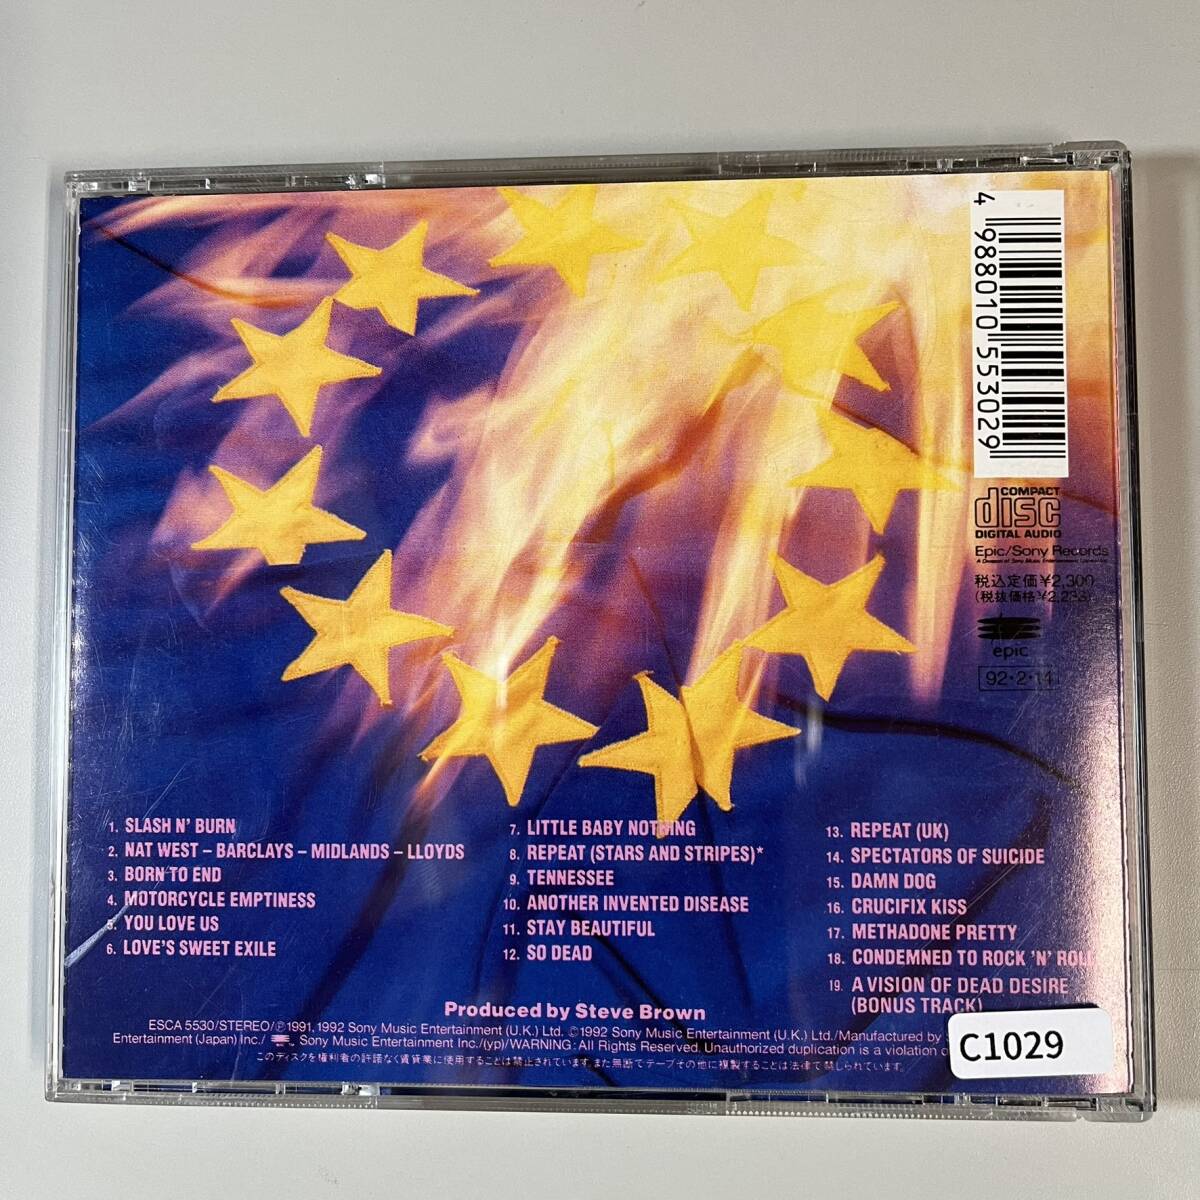 4 988010 553029
COMPACT
disc
DIGITAL AUDIO
Epic/Sony Records
税込定価¥2,300
(税抜価格¥2,233)
epic
92・2・14
1. SLASH N' BURN
2. NAT WEST – BARCLAYS – MIDLANDS – LLOYDS
3. BORN TO END
4. MOTORCYCLE EMPTINESS
5. YOU LOVE US
6. LOVE'S SWEET EXILE
7. LITTLE BABY NOTHING
8. REPEAT (STARS AND STRIPES)*
9. TENNESSEE
10. ANOTHER INVENTED DISEASE
11. STAY BEAUTIFUL
12. SO DEAD
13. REPEAT (UK)
14. SPECTATORS OF SUICIDE
15. DAMN DOG
16. CRUCIFIX KISS
17. METHADONE PRETTY
18. CONDEMNED TO ROCK 'N' ROLL
19. A VISION OF DEAD DESIRE
(BONUS TRACK)
Produced by Steve Brown
ESCA 5530/STEREO/Ⓟ1991, 1992 Sony Music Entertainment (U.K.) Ltd. ©1992 Sony Music Entertainment (U.K.) Ltd./Manufactured by
Entertainment (Japan) Inc./ Sony Music Entertainment Inc./(yp)/WARNING: All Rights Reserved. Unauthorized duplication is a violation
このディスクを権利者の許諾なく賃貸業に使用することは禁止されています。また無断でテープその他に複製することは法律で禁じられています。
C1029